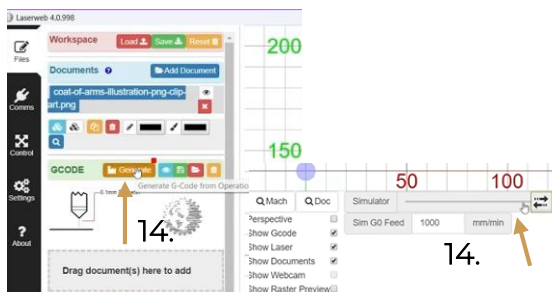 Laserweb 4.0.998
Files
Comms
Control
Settings
? About
Workspace
Load
Save
Reset
Documents
Add Document
coat-of-arms-illustration-png-clip-
art.png
GCODE
Generate
Generate G-Code from Operatio
0.1mm
14.
Drag document(s) here to add
200
150
50
100
Mach
Doc
Perspective
Show Gcode
Show Laser
Show Documents
Show Webcam
Show Raster Preview
Simulator
Sim G0 Feed
1000
mm/min
14.